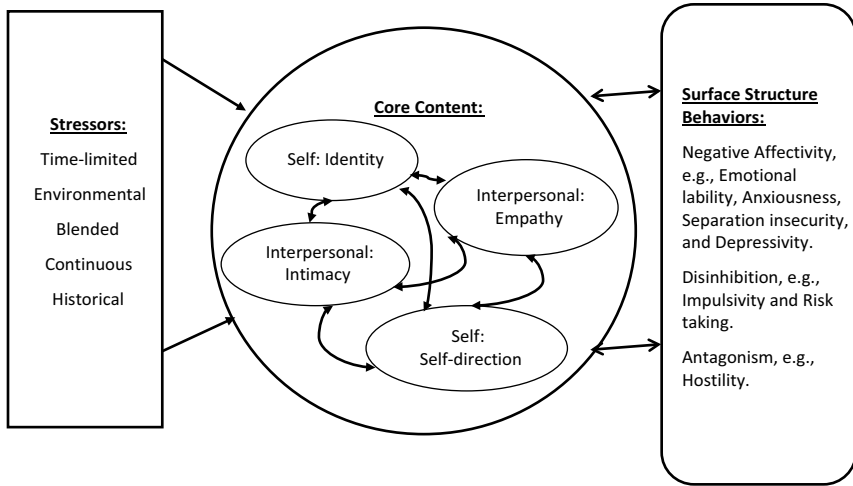 Stressors:
Time-limited
Environmental
Blended
Continuous
Historical
Core Content:
Self: Identity
Interpersonal:
Empathy
Interpersonal:
Intimacy
Self:
Self-direction
Surface Structure
Behaviors:
Negative Affectivity,
e.g., Emotional
lability, Anxiousness,
Separation insecurity,
and Depressivity.
Disinhibition, e.g.,
Impulsivity and Risk
taking.
Antagonism, e.g.,
Hostility.